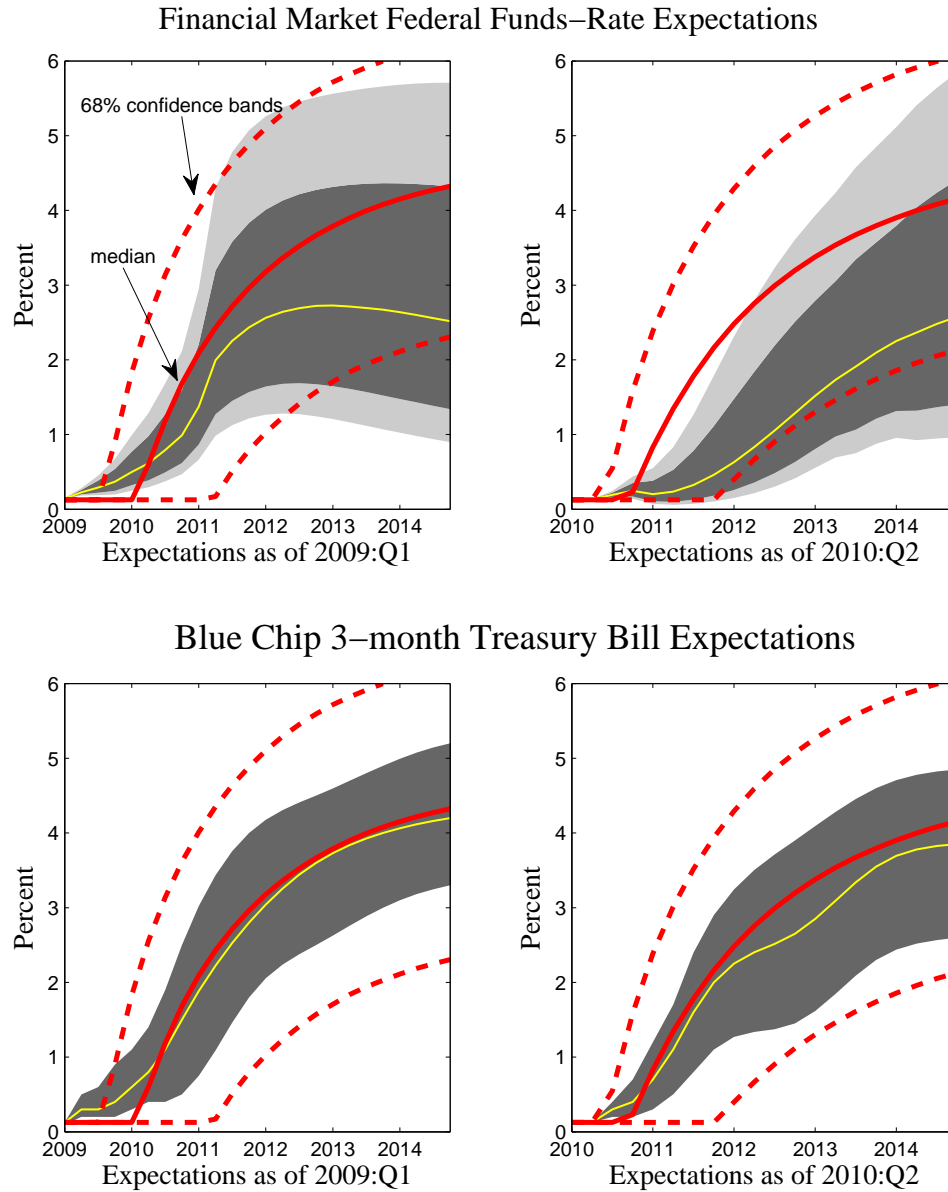 Financial Market Federal Funds−Rate Expectations
6
5
4
3
2
1
0
Percent
68% confidence bands
median
2009 2010 2011 2012 2013 2014
Expectations as of 2009:Q1
6
5
4
3
2
1
0
Percent
2010 2011 2012 2013 2014
Expectations as of 2010:Q2
Blue Chip 3−month Treasury Bill Expectations
6
5
4
3
2
1
0
Percent
2009 2010 2011 2012 2013 2014
Expectations as of 2009:Q1
6
5
4
3
2
1
0
Percent
2010 2011 2012 2013 2014
Expectations as of 2010:Q2